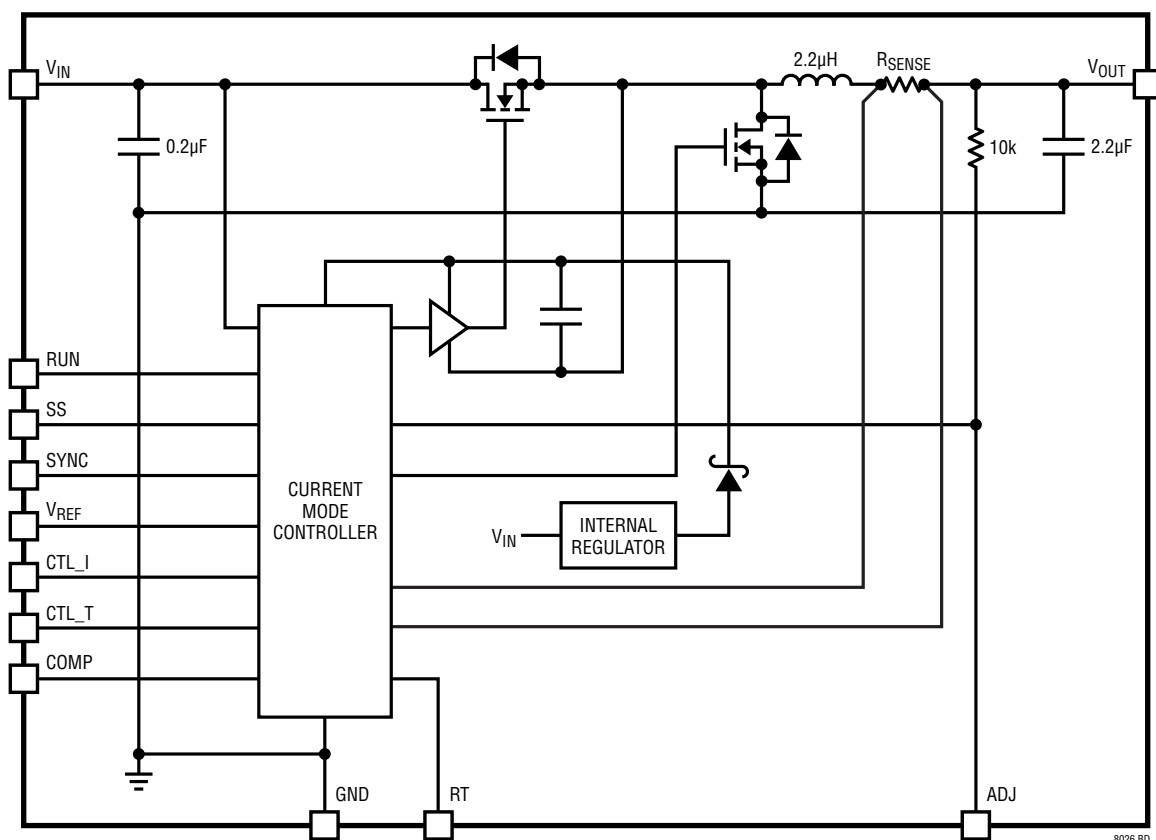 VIN
2.2µH
RSENSE
VOUT
0.2µF
10k
2.2µF
RUN
SS
SYNC
VREF
CTL_I
CTL_T
COMP
CURRENT
MODE
CONTROLLER
VIN
INTERNAL
REGULATOR
GND
RT
ADJ
8026 BD